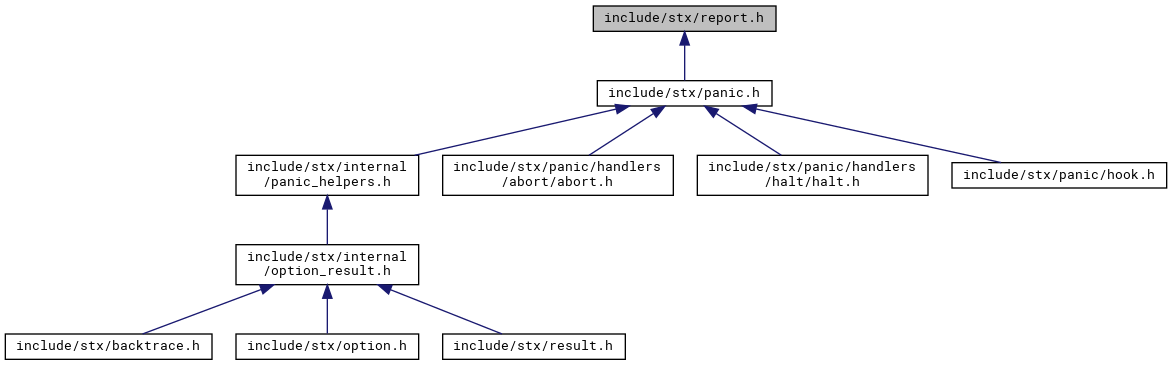 include/stx/report.h
include/stx/panic.h
include/stx/internal
/panic_helpers.h
include/stx/panic/handlers
/abort/abort.h
include/stx/panic/handlers
/halt/halt.h
include/stx/panic/hook.h
include/stx/internal
/option_result.h
include/stx/backtrace.h
include/stx/option.h
include/stx/result.h